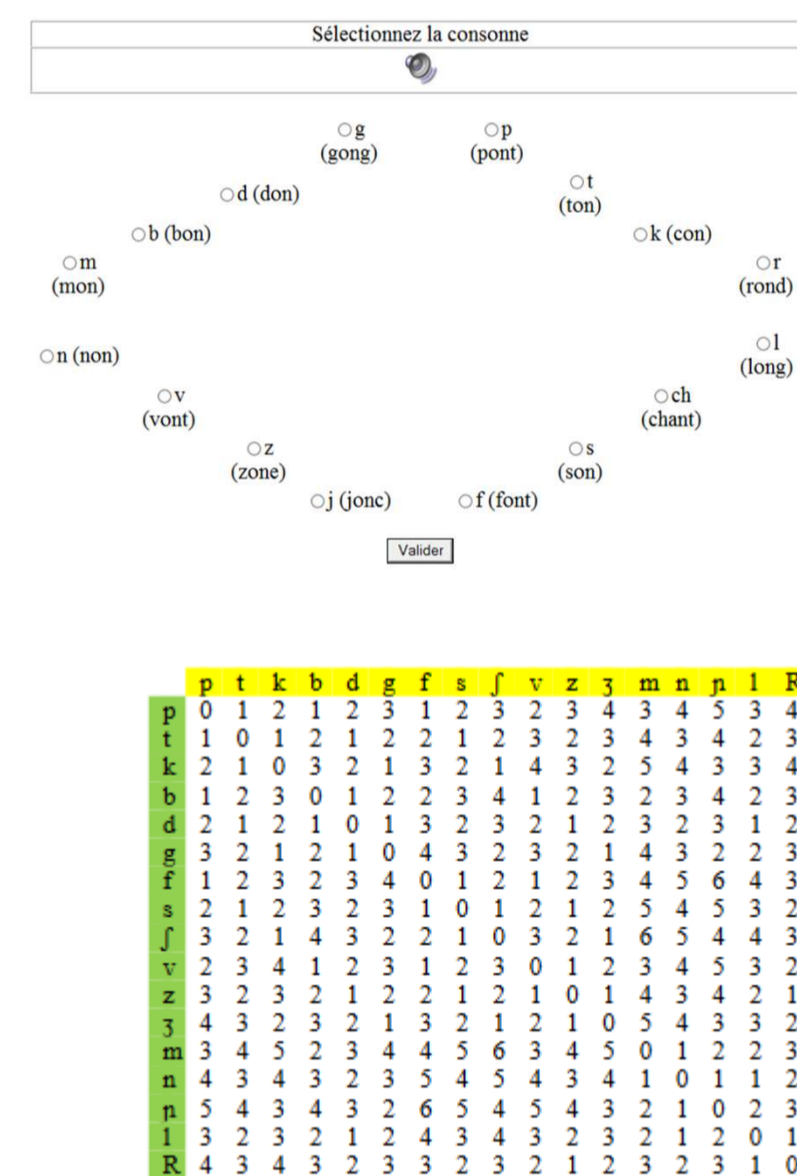 Sélectionnez la consonne
g
(gong)
p
(pont)
t
(ton)
d (don)
b (bon)
k (con)
m
(mon)
r
(rond)
n (non)
l
(long)
v
(vont)
ch
(chant)
z
(zone)
s
(son)
j (jonc)
f (font)
Valider
p t k b d g f s ʃ v z ʒ m n ɲ l R
p 0 1 2 1 2 3 1 2 3 2 3 4 3 4 5 3 4
t 1 0 1 2 1 2 2 1 2 3 2 3 4 3 4 2 3
k 2 1 0 3 2 1 3 2 1 4 3 2 5 4 3 3 4
b 1 2 3 0 1 2 2 3 4 1 2 3 2 3 4 2 3
d 2 1 2 1 0 1 3 2 3 2 1 2 3 2 3 1 2
g 3 2 1 2 1 0 4 3 2 3 2 1 4 3 2 2 3
f 1 2 3 2 3 4 0 1 2 1 2 3 4 5 6 4 3
s 2 1 2 3 2 3 1 0 1 2 1 2 5 4 5 3 2
ʃ 3 2 1 4 3 2 2 1 0 3 2 1 6 5 4 4 3
v 2 3 4 1 2 3 1 2 3 0 1 2 3 4 5 3 2
z 3 2 3 2 1 2 2 1 2 1 0 1 4 3 4 2 1
ʒ 4 3 2 3 2 1 3 2 1 2 1 0 5 4 3 3 2
m 3 4 5 2 3 4 4 5 6 3 4 5 0 1 2 2 3
n 4 3 4 3 2 3 5 4 5 4 3 4 1 0 1 1 2
ɲ 5 4 3 4 3 2 6 5 4 5 4 3 2 1 0 2 3
l 3 2 3 2 1 2 4 3 4 3 2 3 2 1 2 0 1
R 4 3 4 3 2 3 3 2 3 2 1 2 3 2 3 1 0